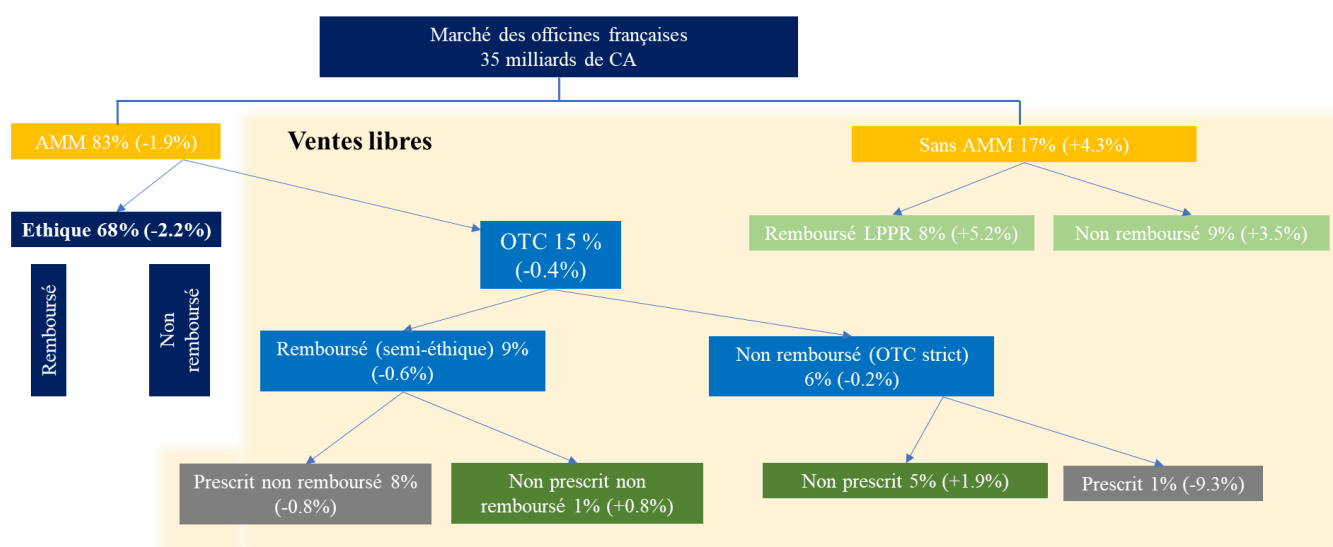 Marché des officines françaises
35 milliards de CA
AMM 83% (-1.9%)
Ventes libres
Sans AMM 17% (+4.3%)
Ethique 68% (-2.2%)
OTC 15 %
(-0.4%)
Remboursé LPPR 8% (+5.2%)
Non remboursé 9% (+3.5%)
Remboursé
Non
remboursé
Remboursé (semi-éthique) 9%
(-0.6%)
Non remboursé (OTC strict)
6% (-0.2%)
Prescrit non remboursé 8%
(-0.8%)
Non prescrit non
remboursé 1% (+0.8%)
Non prescrit 5% (+1.9%)
Prescrit 1% (-9.3%)